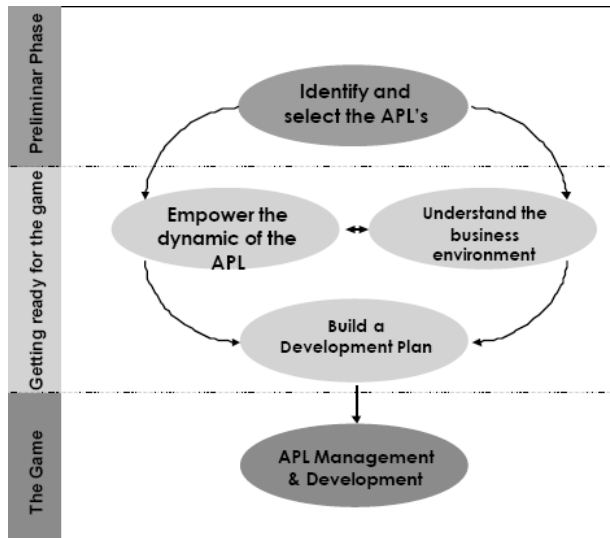 Preliminar Phase
Identify and
select the APL's
Getting ready for the game
Empower the
dynamic of the
APL
Understand the
business
environment
Build a
Development Plan
The Game
APL Management
& Development